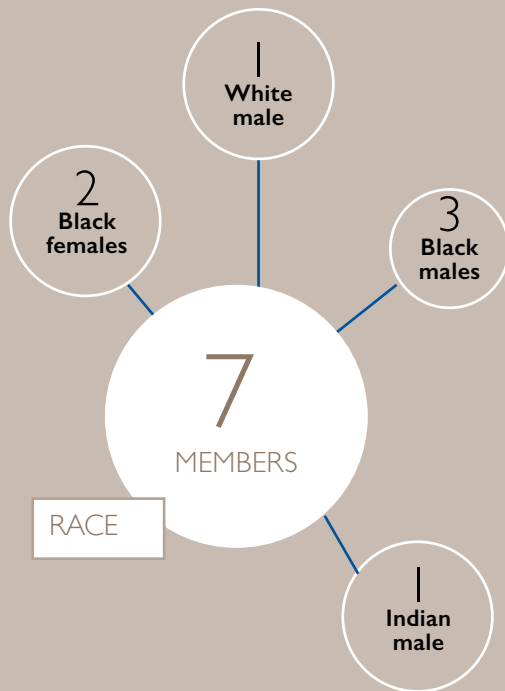 1
White
male
2
Black
females
3
Black
males
7
MEMBERS
RACE
1
Indian
male